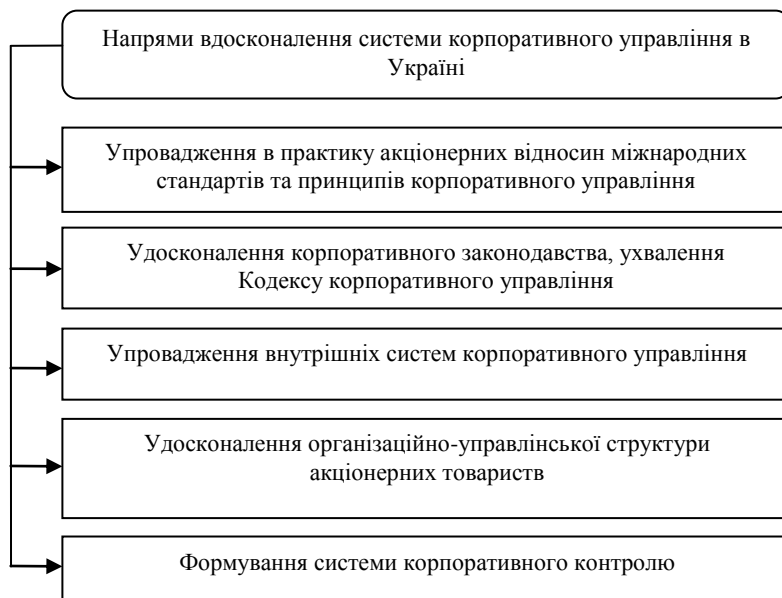 Напрями вдосконалення системи корпоративного управління в
Україні
Упровадження в практику акціонерних відносин міжнародних
стандартів та принципів корпоративного управління
Удосконалення корпоративного законодавства, ухвалення
Кодексу корпоративного управління
Упровадження внутрішніх систем корпоративного управління
Удосконалення організаційно-управлінської структури
акціонерних товариств
Формування системи корпоративного контролю